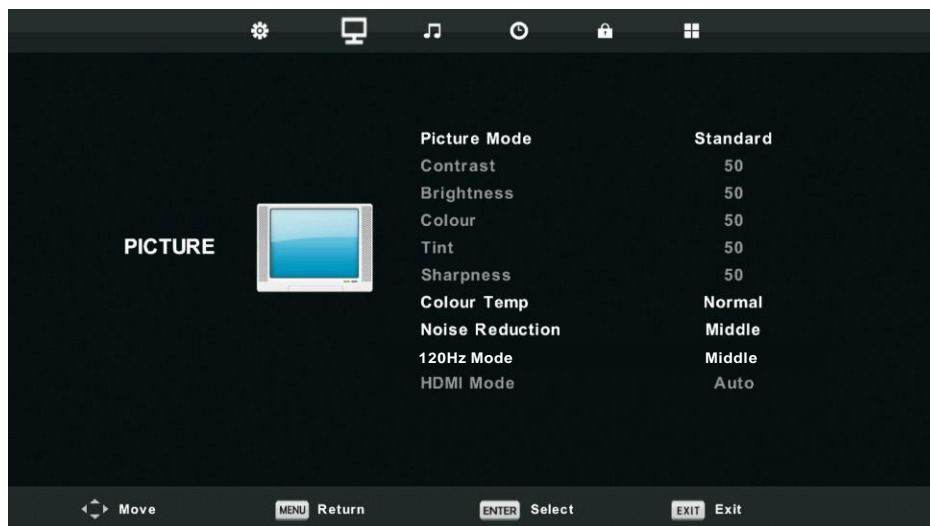 Picture Mode Standard
Contrast 50
Brightness 50
Colour 50
PICTURE
Tint 50
Sharpness 50
Colour Temp Normal
Noise Reduction Middle
120Hz Mode Middle
HDMI Mode Auto
Move MENU Return ENTER Select EXIT Exit